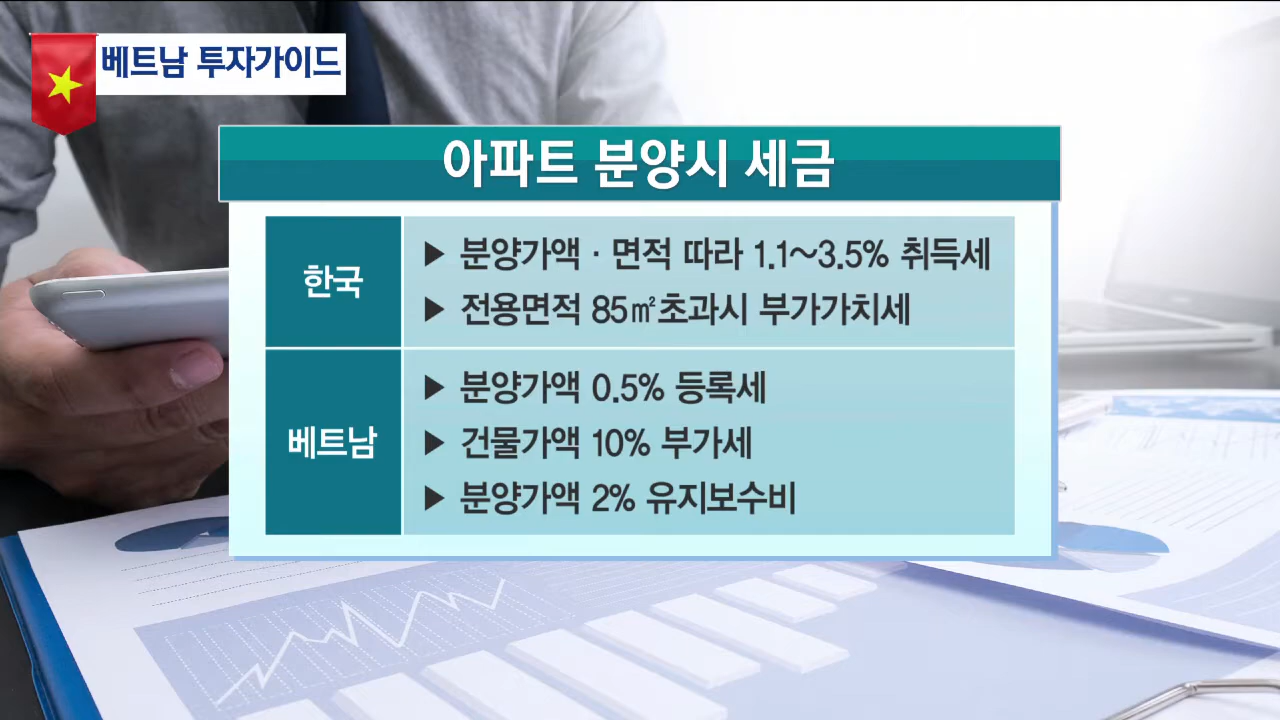 베트남 투자가이드
아파트 분양시 세금
한국
▶ 분양가액 · 면적 따라 1.1~3.5% 취득세
▶ 전용면적 85㎡초과시 부가가치세
베트남
▶ 분양가액 0.5% 등록세
▶ 건물가액 10% 부가세
▶ 분양가액 2% 유지보수비